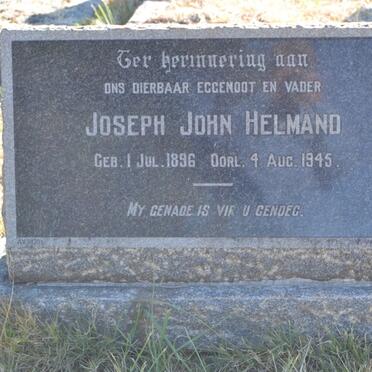 Ter herinnering aan
ONS DIERBAAR EGGENOOT EN VADER
JOSEPH JOHN HELMAND
GEB. 1 JUL. 1896 OORL. 4 AUG. 1945.
MY GENADE IS VIR U GENOEG.